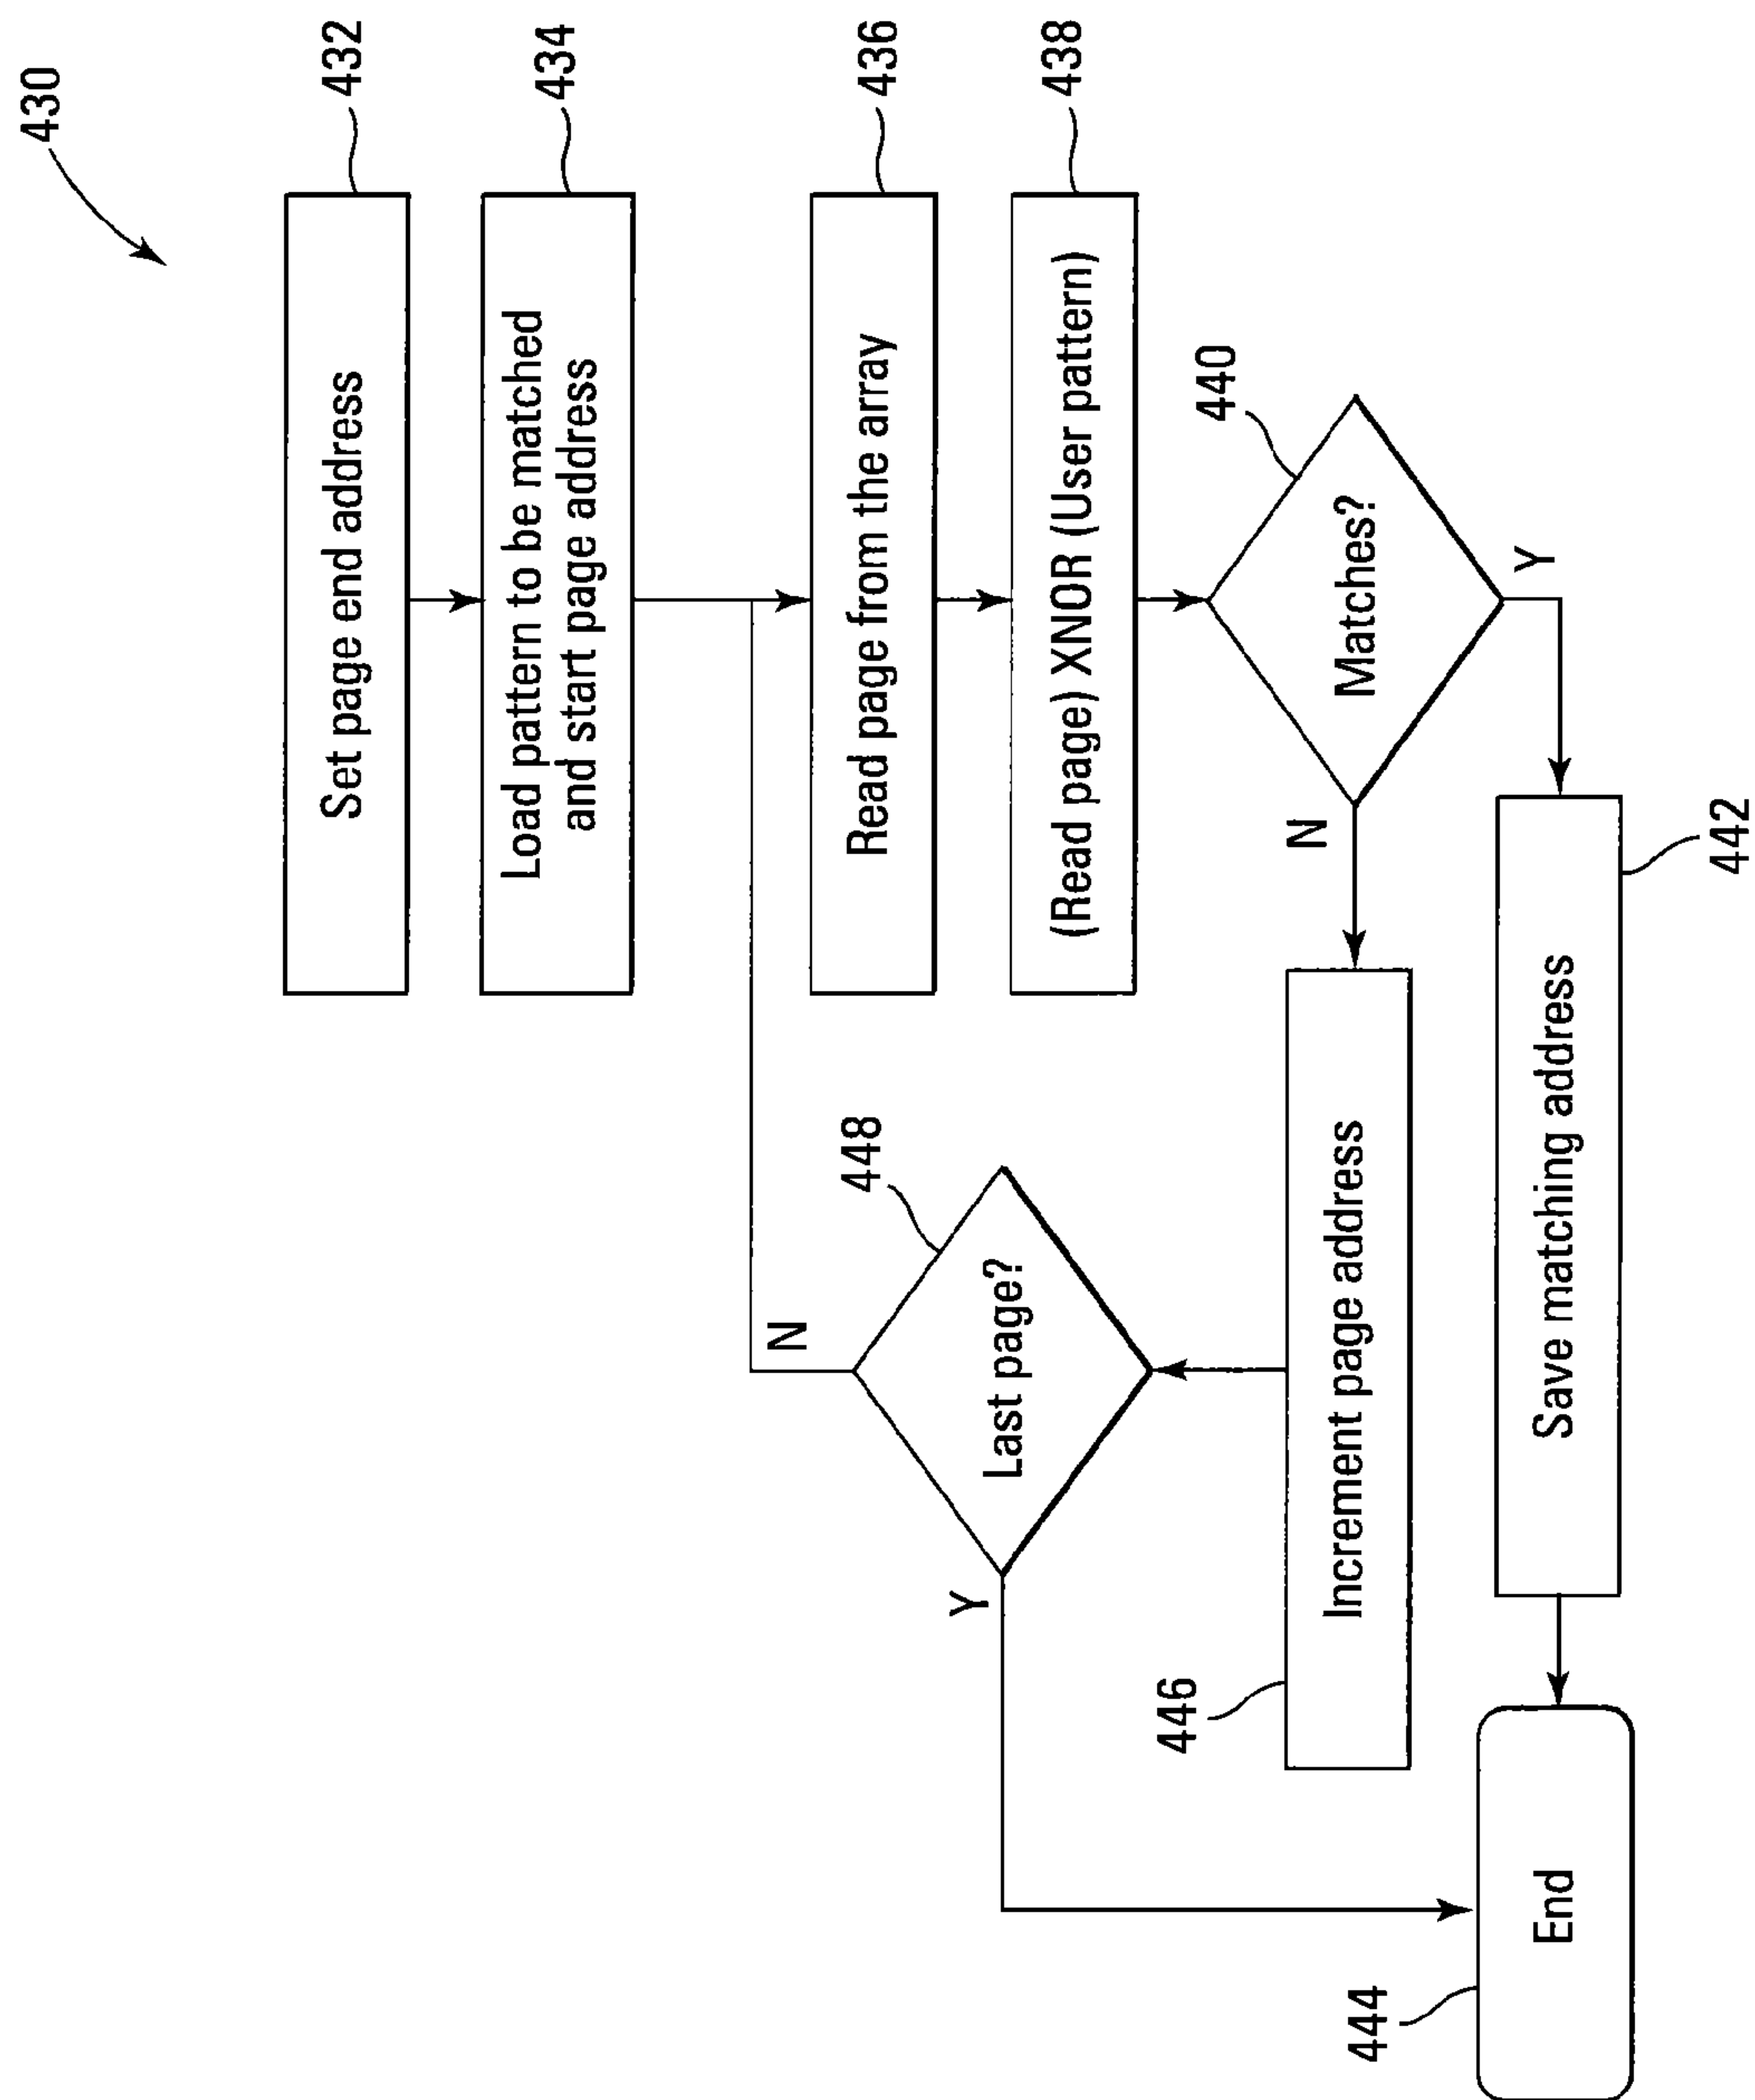 430
Set page end address
432
Load pattern to be matched
and start page address
434
Read page from the array
436
(Read page) XNOR (User pattern)
438
Matches?
440
N
Y
Last page?
448
N
Y
Increment page address
446
Save matching address
442
End
444